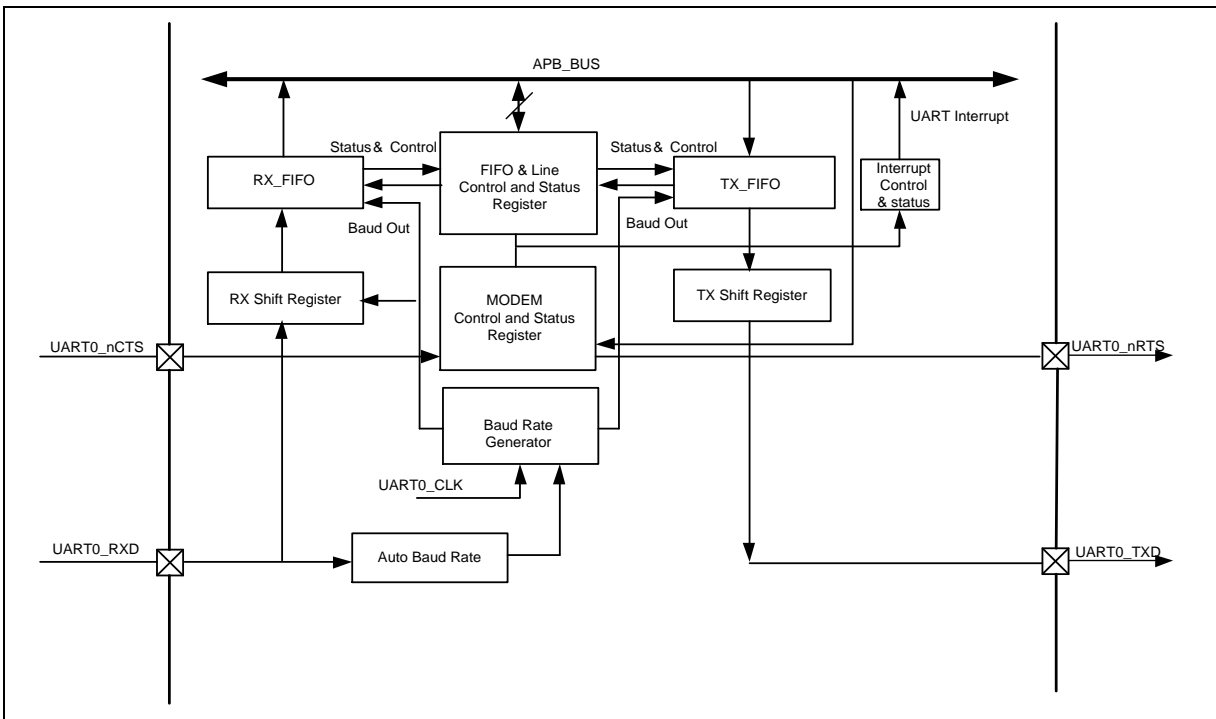 APB_BUS
UART Interrupt
Status & Control
Status & Control
RX_FIFO
FIFO & Line
Control and Status
Register
TX_FIFO
Interrupt
Control
& status
Baud Out
Baud Out
RX Shift Register
MODEM
Control and Status
Register
TX Shift Register
UART0_nCTS
UART0_nRTS
Baud Rate
Generator
UART0_CLK
UART0_RXD
Auto Baud Rate
UART0_TXD